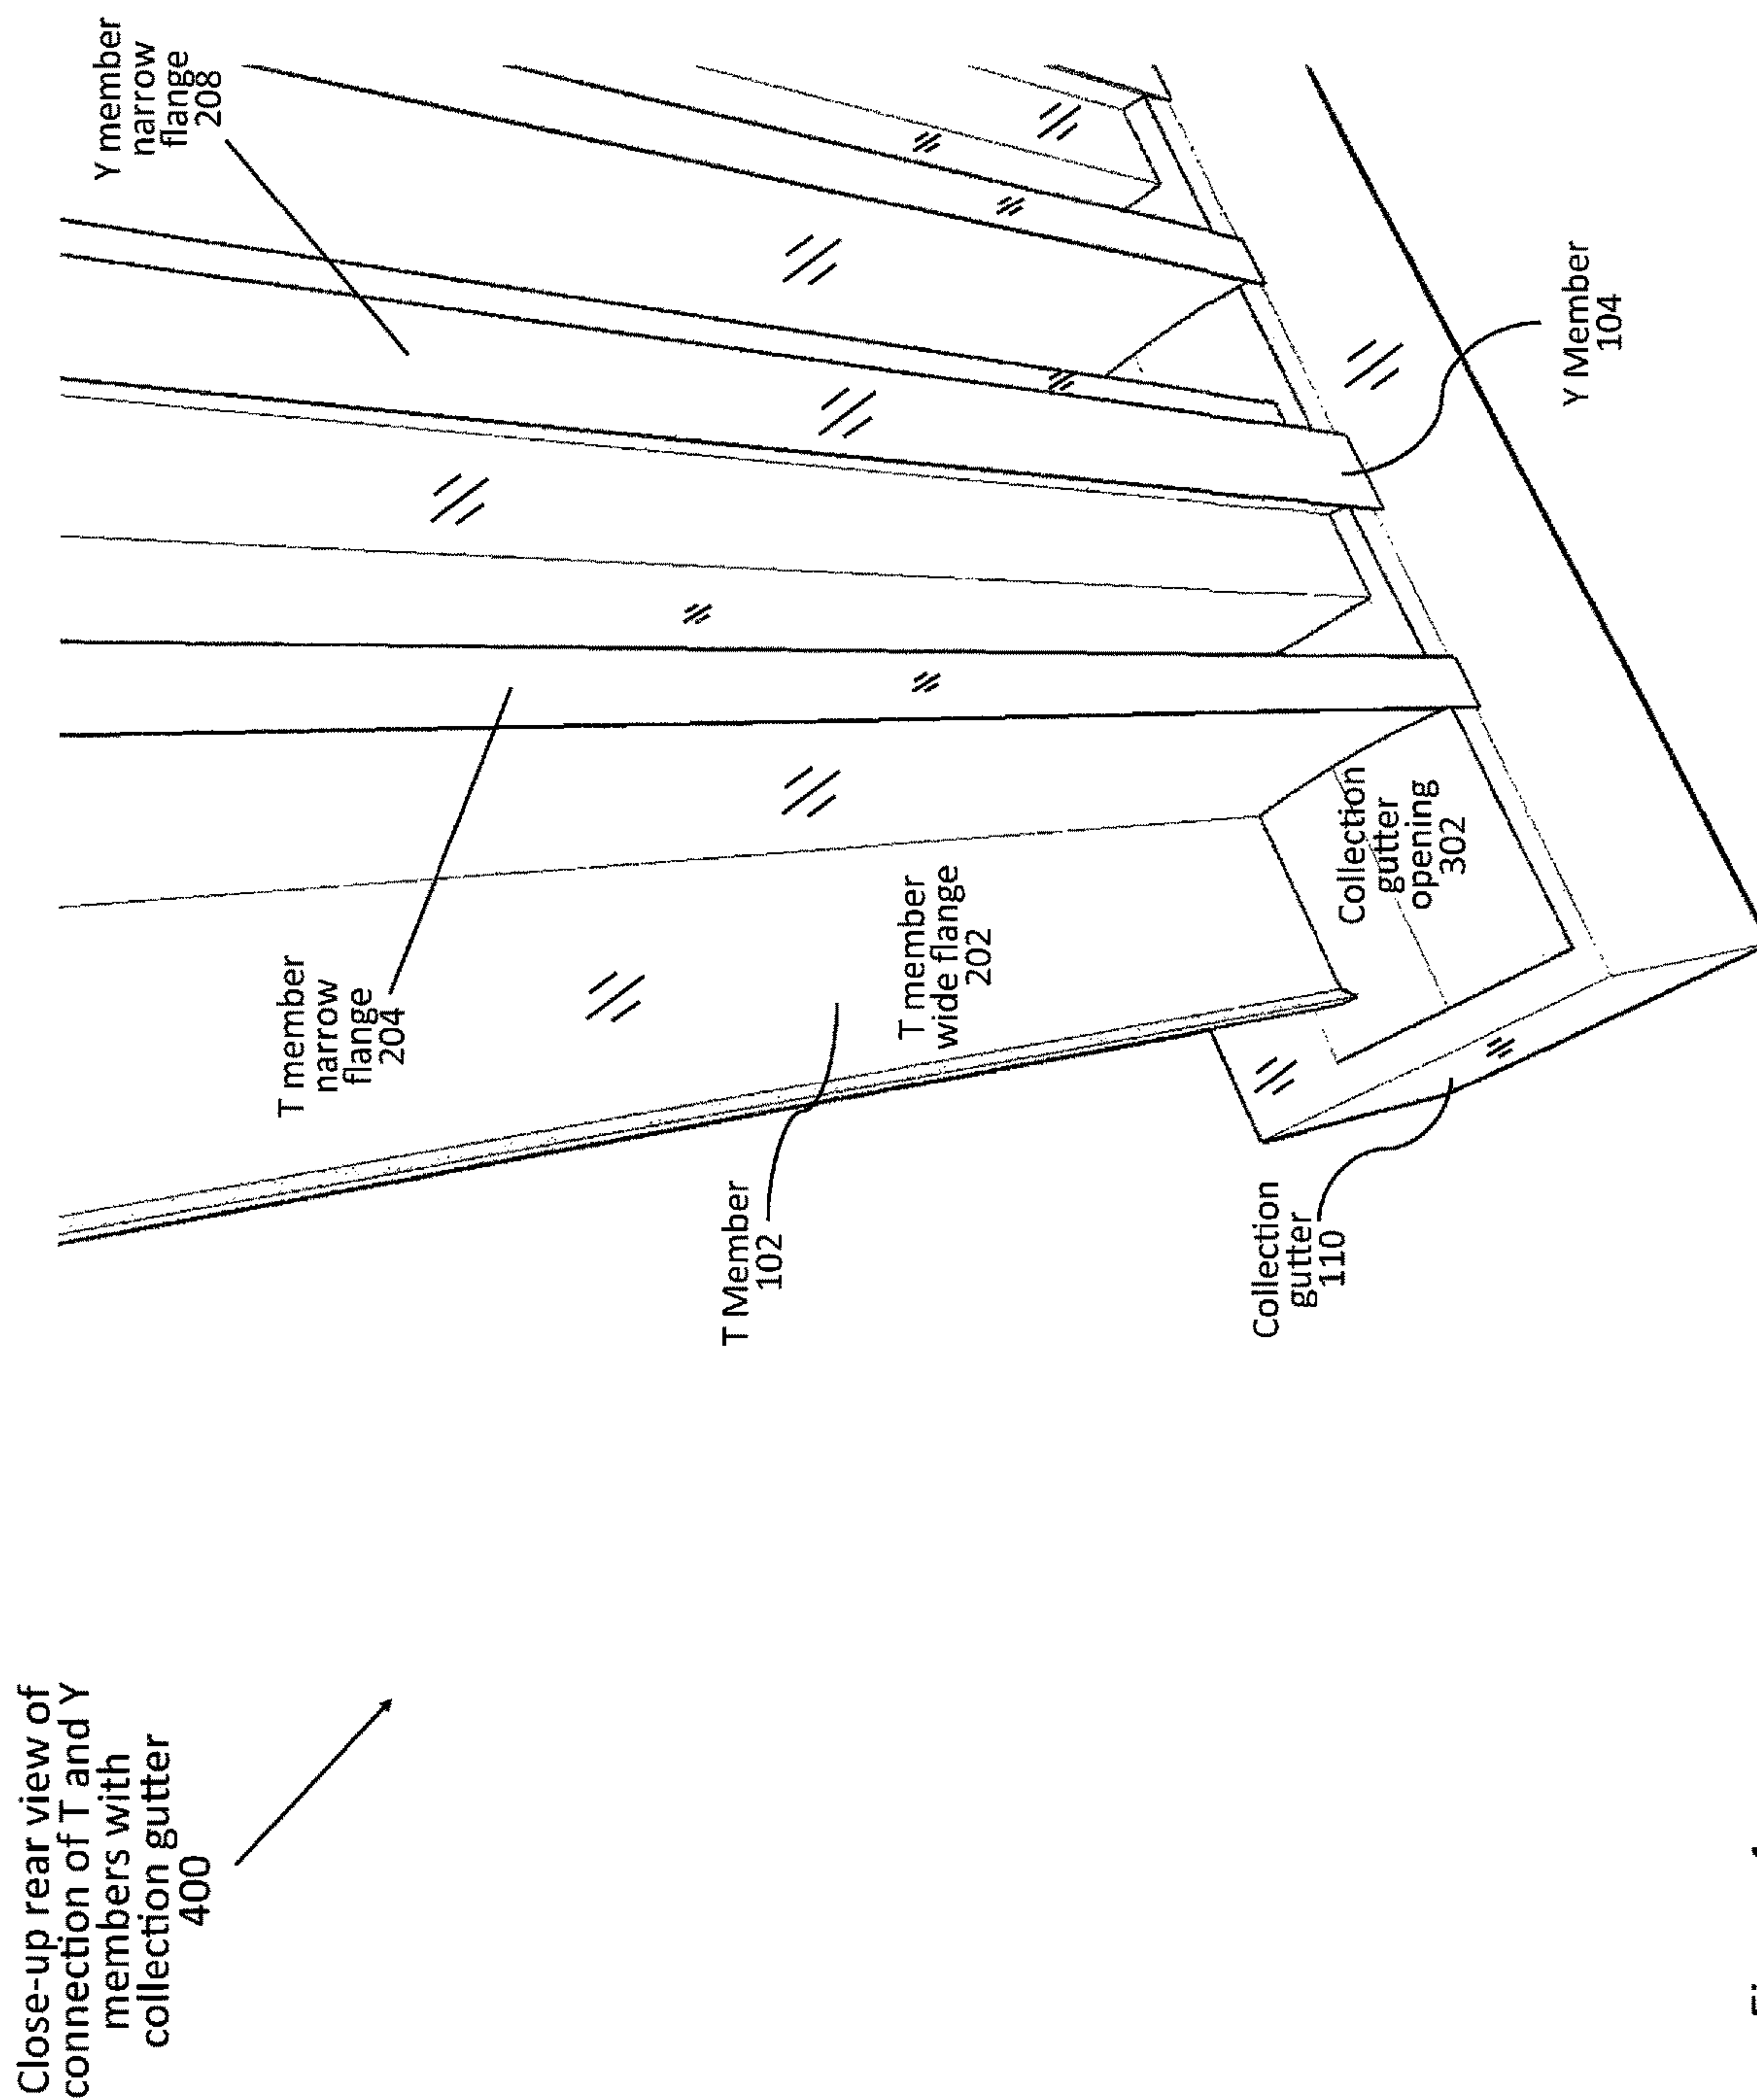 Close-up rear view of
connection of T and Y
members with
collection gutter
400
Y member
narrow
flange
208
T member
narrow
flange
204
T Member
102
T member
wide flange
202
Collection
gutter
opening
302
Collection
gutter
110
Y Member
104